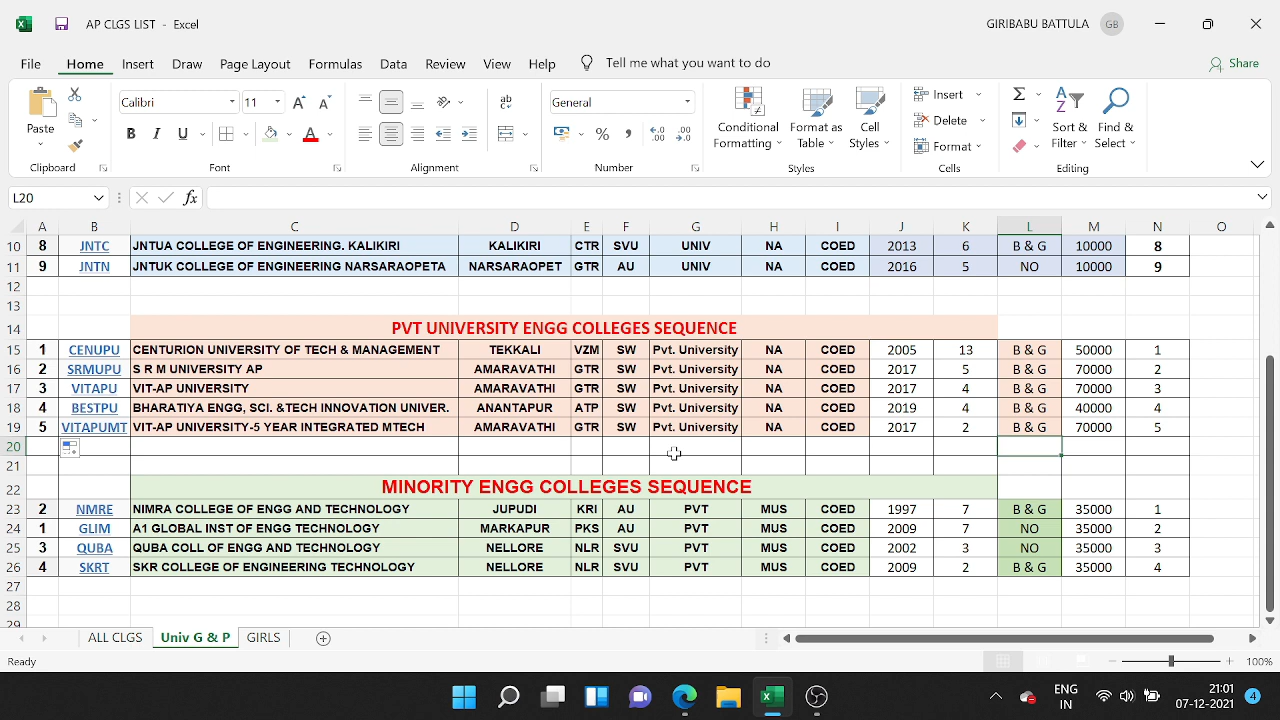 AP CLGS LIST - Excel
GIRIBABU BATTULA GB
File Home Insert Draw Page Layout Formulas Data Review View Help Tell me what you want to do Share
Paste
Calibri 11
B I U
General
Conditional Formatting
Format as Table
Cell Styles
Insert
Delete
Format
Sort & Filter
Find & Select
Clipboard Font Alignment Number Styles Cells Editing
L20 fx
A B C D E F G H I J K L M N O
10 8 JNTC JNTUA COLLEGE OF ENGINEERING. KALIKIRI KALIKIRI CTR SVU UNIV NA COED 2013 6 B & G 10000 8
11 9 JNTN JNTUK COLLEGE OF ENGINEERING NARSARAOPETA NARSARAOPET GTR AU UNIV NA COED 2016 5 NO 10000 9
12
13
14 PVT UNIVERSITY ENGG COLLEGES SEQUENCE
15 1 CENUPU CENTURION UNIVERSITY OF TECH & MANAGEMENT TEKKALI VZM SW Pvt. University NA COED 2005 13 B & G 50000 1
16 2 SRMUPU S R M UNIVERSITY AP AMARAVATHI GTR SW Pvt. University NA COED 2017 5 B & G 70000 2
17 3 VITAPU VIT-AP UNIVERSITY AMARAVATHI GTR SW Pvt. University NA COED 2017 4 B & G 70000 3
18 4 BESTPU BHARATIYA ENGG, SCI. &TECH INNOVATION UNIVER. ANANTAPUR ATP SW Pvt. University NA COED 2019 4 B & G 40000 4
19 5 VITAPUMT VIT-AP UNIVERSITY-5 YEAR INTEGRATED MTECH AMARAVATHI GTR SW Pvt. University NA COED 2017 2 B & G 70000 5
20
21
22 MINORITY ENGG COLLEGES SEQUENCE
23 2 NMRE NIMRA COLLEGE OF ENGG AND TECHNOLOGY JUPUDI KRI AU PVT MUS COED 1997 7 B & G 35000 1
24 1 GLIM A1 GLOBAL INST OF ENGG TECHNOLOGY MARKAPUR PKS AU PVT MUS COED 2009 7 NO 35000 2
25 3 QUBA QUBA COLL OF ENGG AND TECHNOLOGY NELLORE NLR SVU PVT MUS COED 2002 3 NO 35000 3
26 4 SKRT SKR COLLEGE OF ENGINEERING TECHNOLOGY NELLORE NLR SVU PVT MUS COED 2009 2 B & G 35000 4
27
28
29
ALL CLGS Univ G & P GIRLS
Ready 100%
ENG IN 21:01 07-12-2021 4